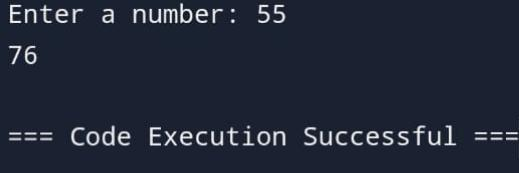 Enter a number: 55
76
=== Code Execution Successful ===